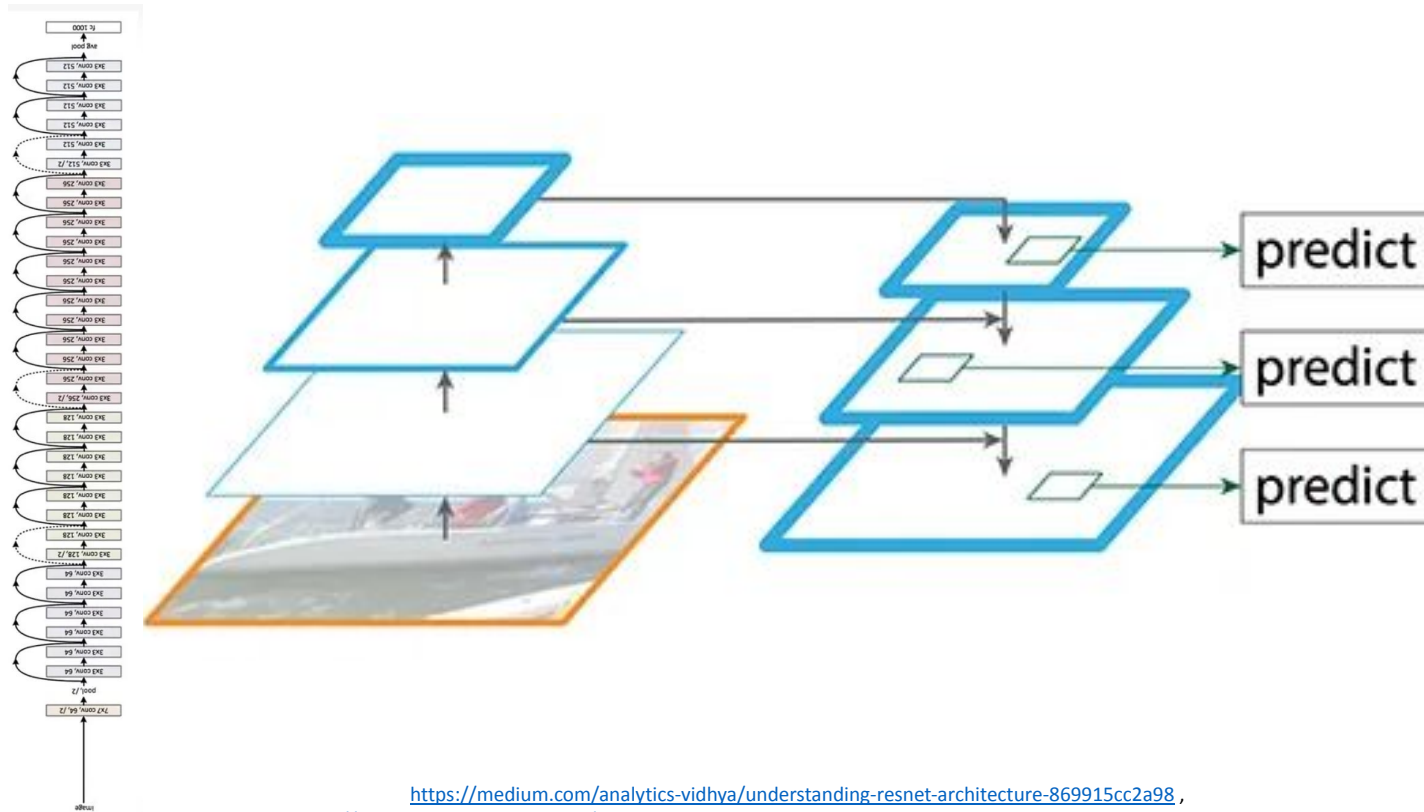 fc 1000
avg pool
3x3 conv, 512
3x3 conv, 512
3x3 conv, 512
3x3 conv, 512
3x3 conv, 512
3x3 conv, 512, /2
3x3 conv, 256
3x3 conv, 256
3x3 conv, 256
3x3 conv, 256
3x3 conv, 256
3x3 conv, 256
3x3 conv, 256
3x3 conv, 256
3x3 conv, 256
3x3 conv, 256
3x3 conv, 256
3x3 conv, 256, /2
3x3 conv, 128
3x3 conv, 128
3x3 conv, 128
3x3 conv, 128
3x3 conv, 128
3x3 conv, 128
3x3 conv, 128
3x3 conv, 128, /2
3x3 conv, 64
3x3 conv, 64
3x3 conv, 64
3x3 conv, 64
3x3 conv, 64
3x3 conv, 64
pool, /2
7x7 conv, 64, /2
image
predict
predict
predict
https://medium.com/analytics-vidhya/understanding-resnet-architecture-869915cc2a98 ,